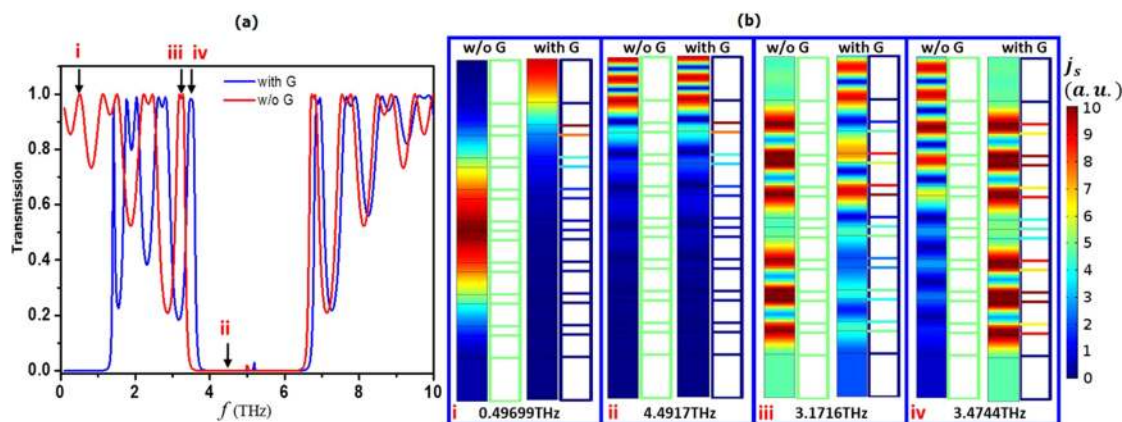 (a)
i
iii
iv
with G
w/o G
ii
1.0
0.8
0.6
0.4
0.2
0.0
Transmission
0
2
4
6
8
10
f (THz)
(b)
w/o G with G
w/o G with G
w/o G with G
w/o G with G
i 0.49699THz
ii 4.4917THz
iii 3.1716THz
iv 3.4744THz
js
(a.u.)
10
9
8
7
6
5
4
3
2
1
0